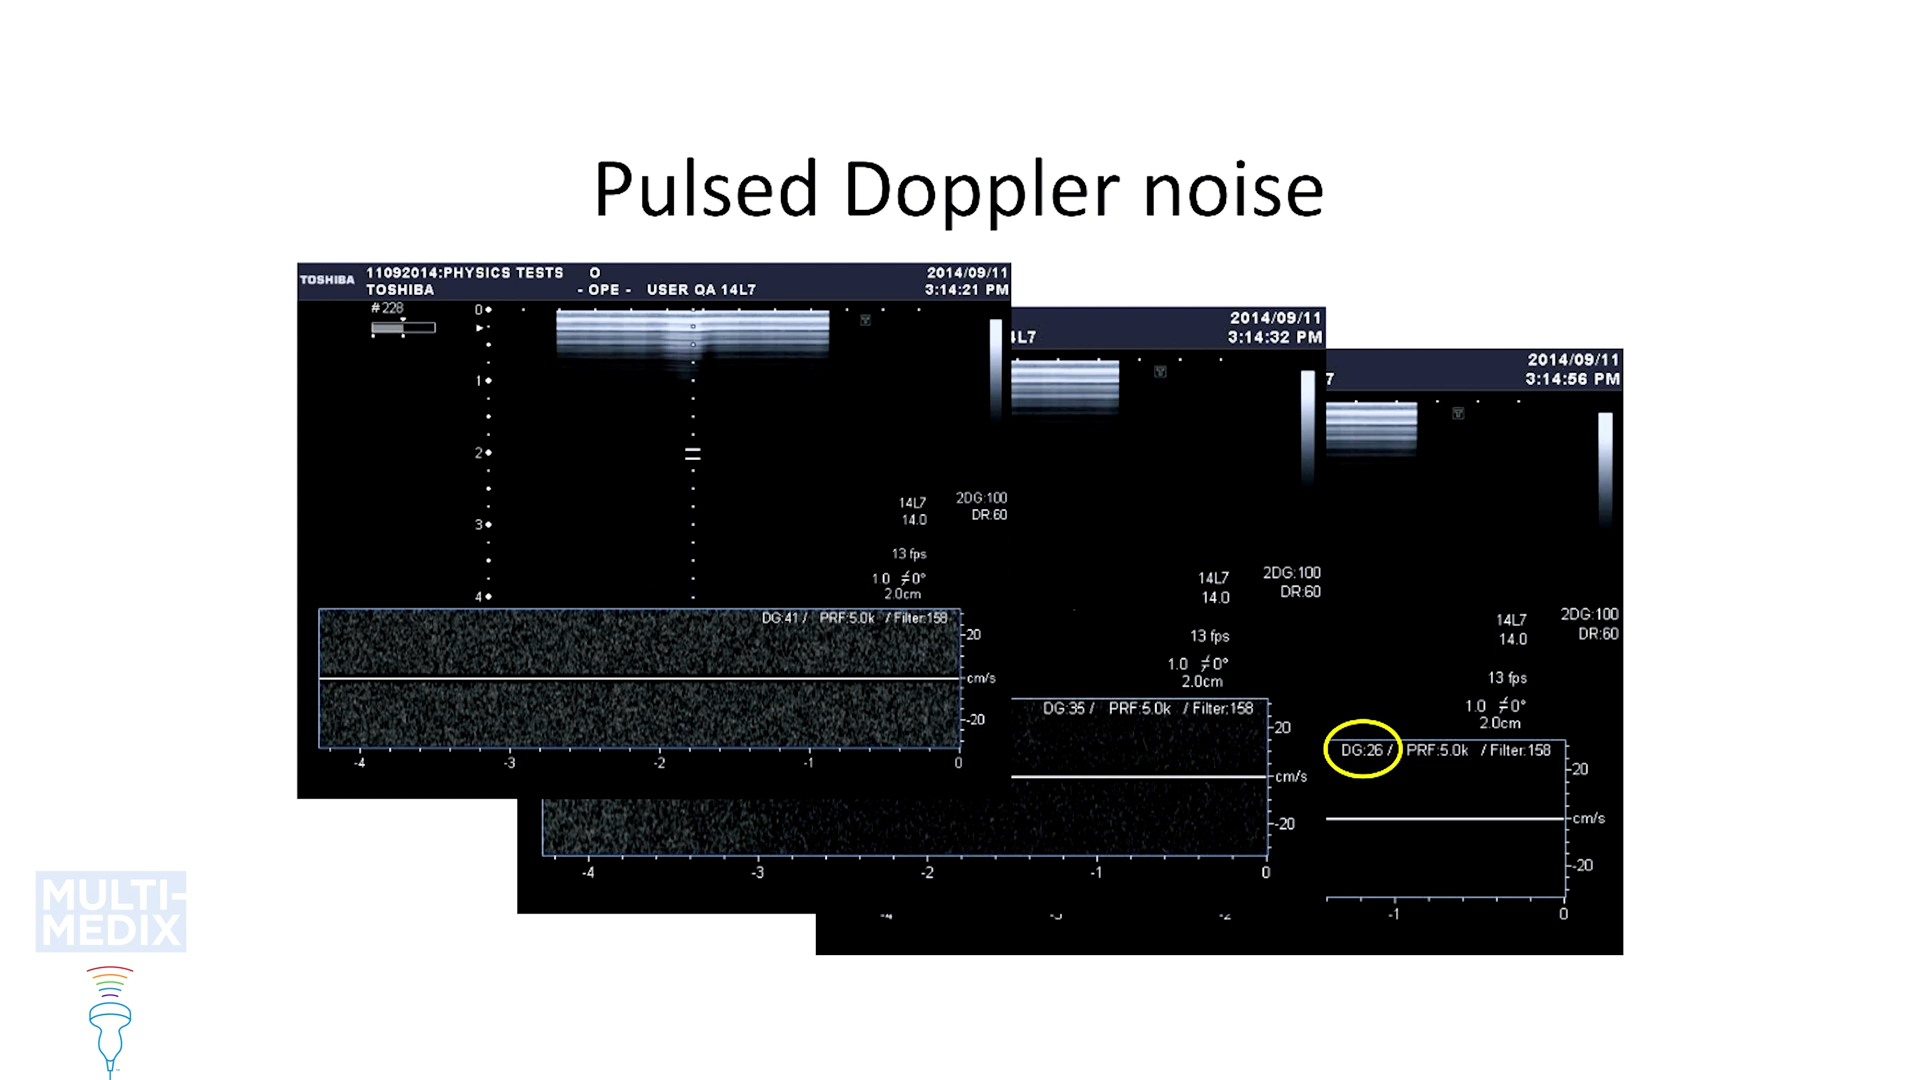 Pulsed Doppler noise
TOSHIBA
11092014:PHYSICS TESTS O
TOSHIBA - OPE - USER QA 14L7
2014/09/11
3:14:21 PM
#228
0
1
2
3
4
14L7
14.0
2DG:100
DR:60
13 fps
1.0 ≠0°
2.0cm
DG:41 / PRF:5.0k / Filter:158
20
cm/s
-20
-4 -3 -2 -1 0
2014/09/11
4L7 3:14:32 PM
14L7
14.0
2DG:100
DR:60
13 fps
1.0 ≠0°
2.0cm
DG:35 / PRF:5.0k / Filter:158
20
cm/s
-20
-4 -3 -2 -1 0
2014/09/11
7 3:14:56 PM
14L7
14.0
2DG:100
DR:60
13 fps
1.0 ≠0°
2.0cm
DG:26 / PRF:5.0k / Filter:158
20
cm/s
-20
-1 0
MULTI-
MEDIX